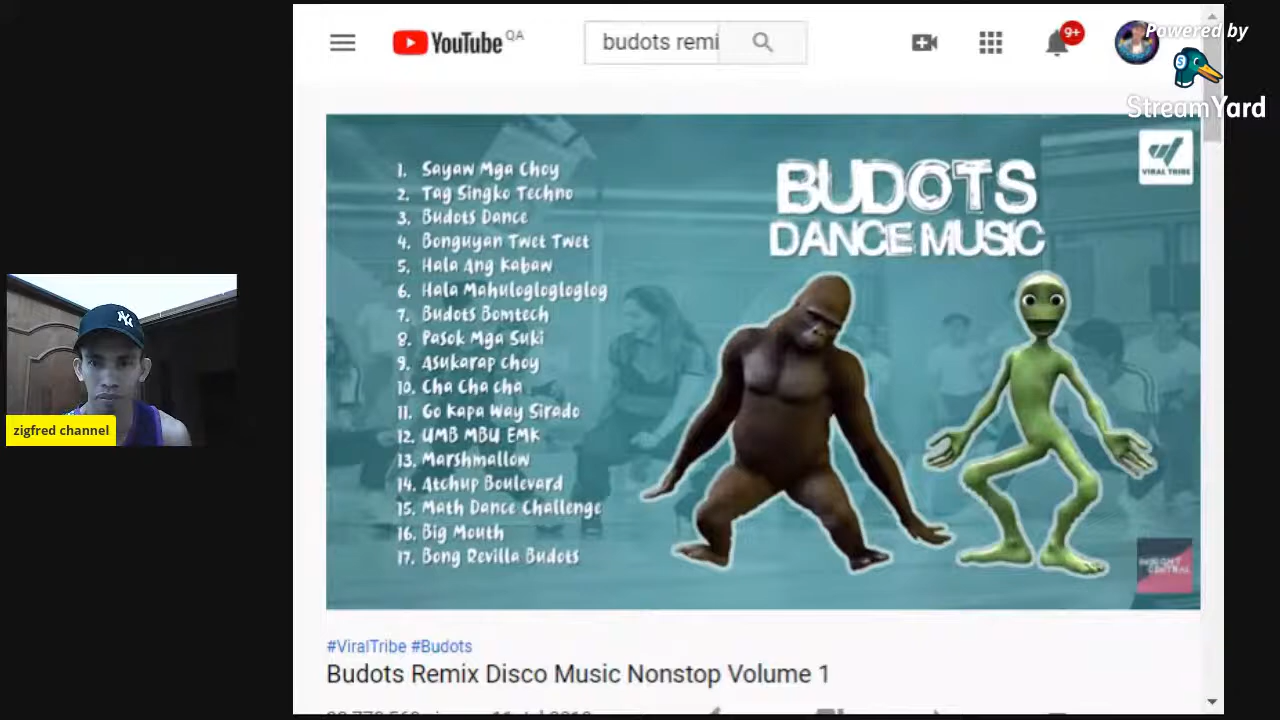 YouTube QA
budots remi
9+
Powered by
StreamYard
1. Sayaw Mga Choy
2. Tag Singko Techno
3. Budots Dance
4. Bonguyan Twet Twet
5. Hala Ang Kabaw
6. Hala Mahuloglogloglog
7. Budots Bomtech
8. Pasok Mga Suki
9. Asukarap Choy
10. Cha Cha cha
11. Go Kapa Way Sirado
12. UMB MBU EMK
13. Marshmallow
14. Atchup Boulevard
15. Math Dance Challenge
16. Big Mouth
17. Bong Revilla Budots
BUDOTS
DANCE MUSIC
VIRAL TRIBE
NY
zigfred channel
#ViralTribe #Budots
Budots Remix Disco Music Nonstop Volume 1